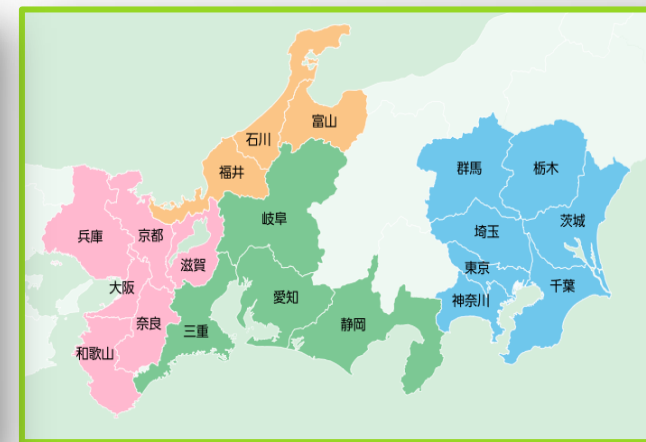 富山
石川
福井
群馬
栃木
岐阜
茨城
埼玉
兵庫
京都
滋賀
東京
千葉
大阪
愛知
神奈川
奈良
三重
静岡
和歌山